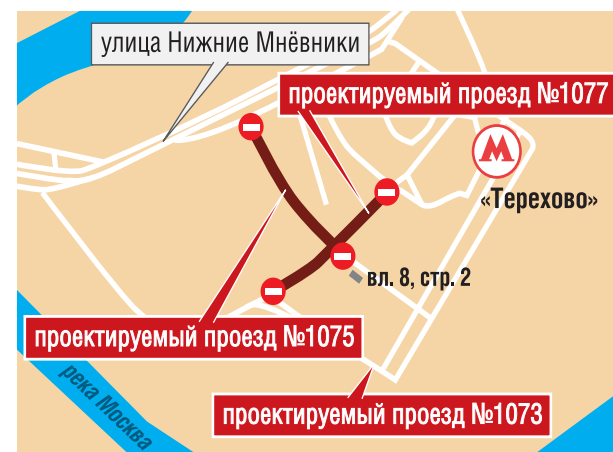 улица Нижние Мнёвники
проектируемый проезд №1077
М
«Терехово»
вл. 8, стр. 2
проектируемый проезд №1075
река Москва
проектируемый проезд №1073